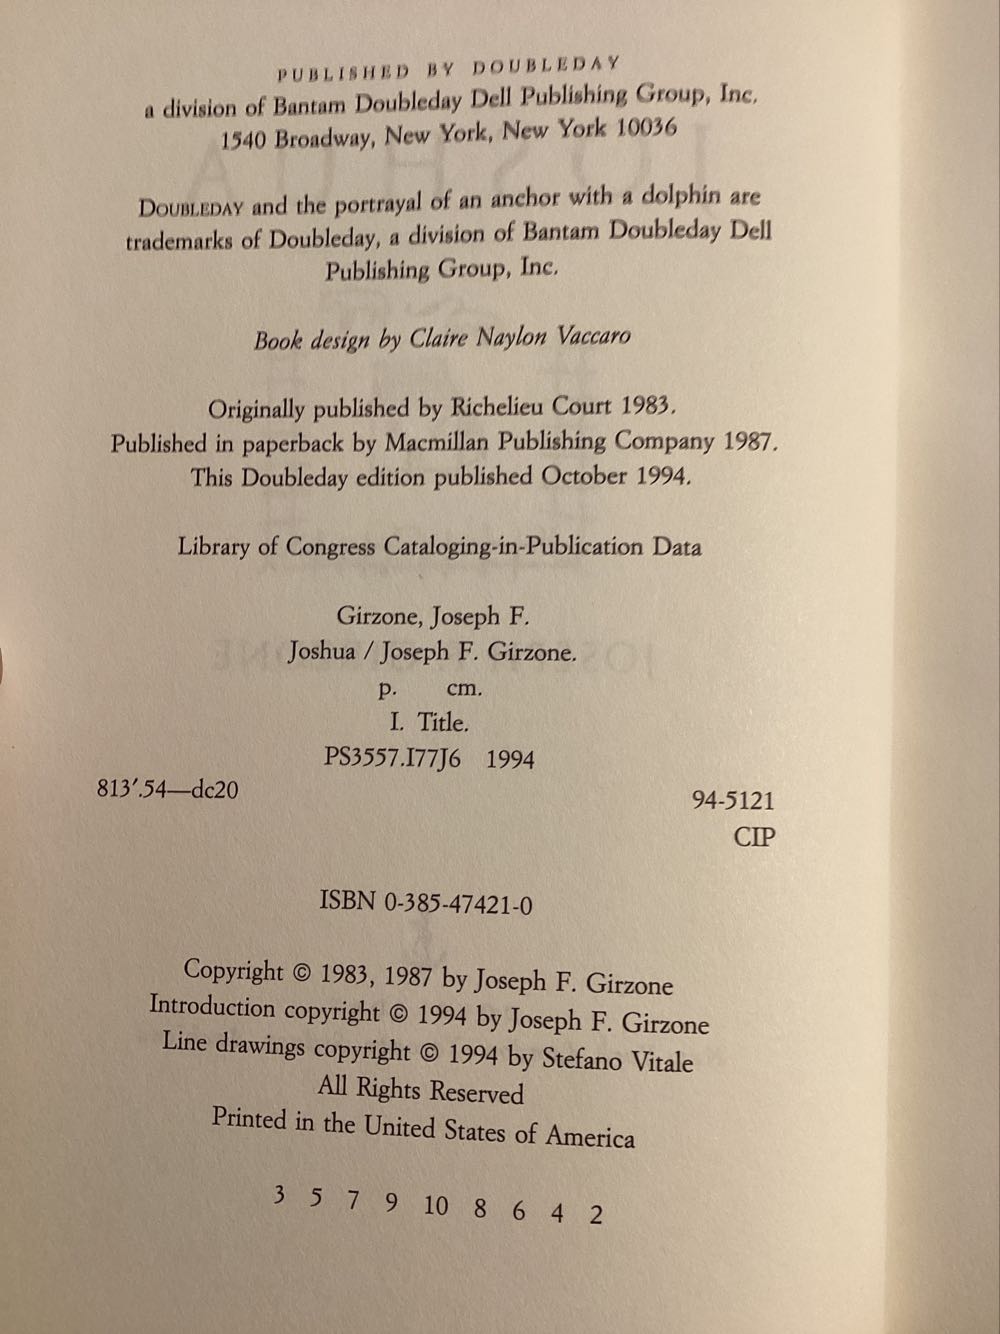 PUBLISHED BY DOUBLEDAY
a division of Bantam Doubleday Dell Publishing Group, Inc.
1540 Broadway, New York, New York 10036
DOUBLEDAY and the portrayal of an anchor with a dolphin are
trademarks of Doubleday, a division of Bantam Doubleday Dell
Publishing Group, Inc.
Book design by Claire Naylon Vaccaro
Originally published by Richelieu Court 1983.
Published in paperback by Macmillan Publishing Company 1987.
This Doubleday edition published October 1994.
Library of Congress Cataloging-in-Publication Data
Girzone, Joseph F.
Joshua / Joseph F. Girzone.
p. cm.
I. Title.
PS3557.I77J6 1994
813′.54—dc20 94-5121
CIP
ISBN 0-385-47421-0
Copyright © 1983, 1987 by Joseph F. Girzone
Introduction copyright © 1994 by Joseph F. Girzone
Line drawings copyright © 1994 by Stefano Vitale
All Rights Reserved
Printed in the United States of America
3 5 7 9 10 8 6 4 2